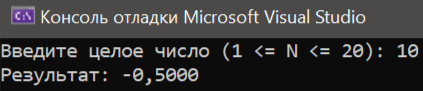 C:\ Консоль отладки Microsoft Visual Studio
Введите целое число (1 <= N <= 20): 10
Результат: -0,5000